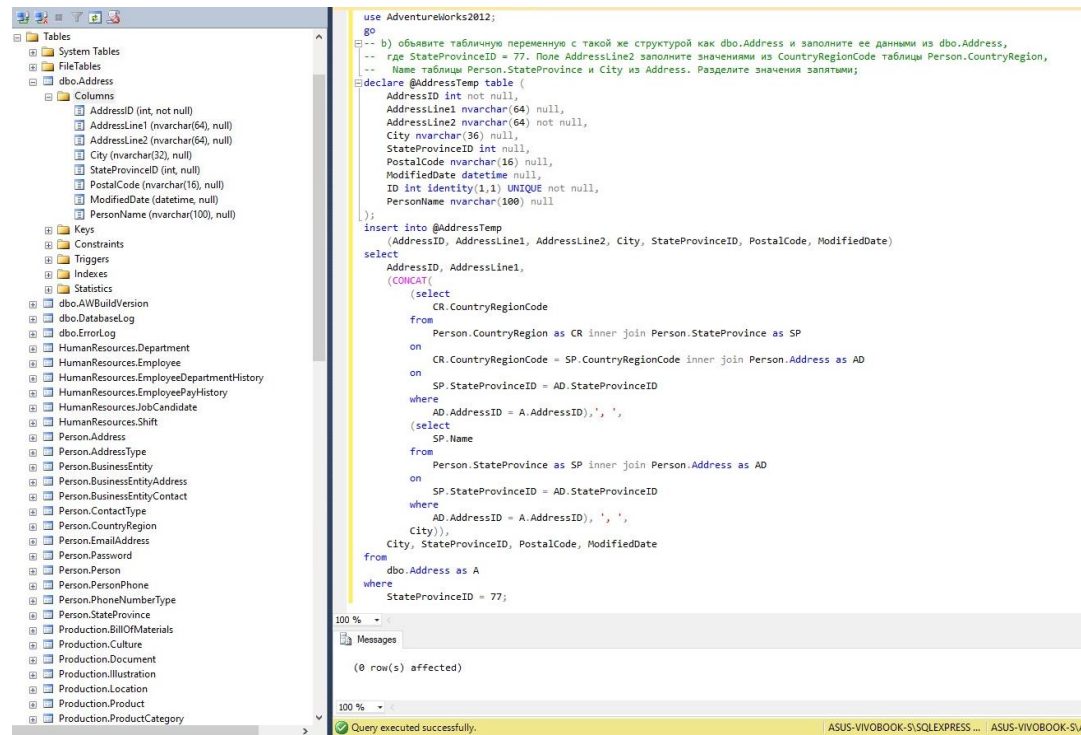 Tables
System Tables
FileTables
dbo.Address
Columns
AddressID (int, not null)
AddressLine1 (nvarchar(64), null)
AddressLine2 (nvarchar(64), null)
City (nvarchar(32), null)
StateProvinceID (int, null)
PostalCode (nvarchar(16), null)
ModifiedDate (datetime, null)
PersonName (nvarchar(100), null)
Keys
Constraints
Triggers
Indexes
Statistics
dbo.AWBuildVersion
dbo.DatabaseLog
dbo.ErrorLog
HumanResources.Department
HumanResources.Employee
HumanResources.EmployeeDepartmentHistory
HumanResources.EmployeePayHistory
HumanResources.JobCandidate
HumanResources.Shift
Person.Address
Person.AddressType
Person.BusinessEntity
Person.BusinessEntityAddress
Person.BusinessEntityContact
Person.ContactType
Person.CountryRegion
Person.EmailAddress
Person.Password
Person.Person
Person.PersonPhone
Person.PhoneNumberType
Person.StateProvince
Production.BillOfMaterials
Production.Culture
Production.Document
Production.Illustration
Production.Location
Production.Product
Production.ProductCategory
use AdventureWorks2012;
go
-- b) объявите табличную переменную с такой же структурой как dbo.Address и заполните ее данными из dbo.Address,
-- где StateProvinceID = 77. Поле AddressLine2 заполните значениями из CountryRegionCode таблицы Person.CountryRegion,
-- Name таблицы Person.StateProvince и City из Address. Разделите значения запятыми;
declare @AddressTemp table (
AddressID int not null,
AddressLine1 nvarchar(64) null,
AddressLine2 nvarchar(64) not null,
City nvarchar(36) null,
StateProvinceID int null,
PostalCode nvarchar(16) null,
ModifiedDate datetime null,
ID int identity(1,1) UNIQUE not null,
PersonName nvarchar(100) null
);
insert into @AddressTemp
(AddressID, AddressLine1, AddressLine2, City, StateProvinceID, PostalCode, ModifiedDate)
select
AddressID, AddressLine1,
(CONCAT(
(select
CR.CountryRegionCode
from
Person.CountryRegion as CR inner join Person.StateProvince as SP
on
CR.CountryRegionCode = SP.CountryRegionCode inner join Person.Address as AD
on
SP.StateProvinceID = AD.StateProvinceID
where
AD.AddressID = A.AddressID),', ',
(select
SP.Name
from
Person.StateProvince as SP inner join Person.Address as AD
on
SP.StateProvinceID = AD.StateProvinceID
where
AD.AddressID = A.AddressID), ', ',
City)),
City, StateProvinceID, PostalCode, ModifiedDate
from
dbo.Address as A
where
StateProvinceID = 77;
100 %
Messages
(0 row(s) affected)
100 %
Query executed successfully.
ASUS-VIVOBOOK-S\SQLEXPRESS ...